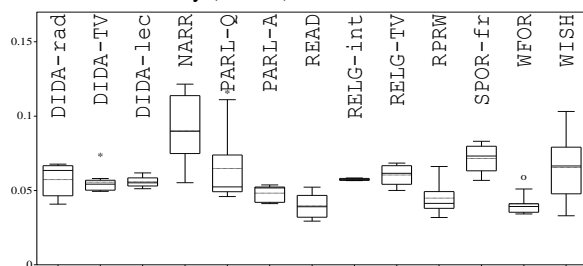 0.15
0.1
0.05
0
DIDA-rad
DIDA-TV
DIDA-lec
NARR
PARL-Q
PARL-A
READ
RELG-int
RELG-TV
RPRW
SPOR-fr
WFOR
WISH